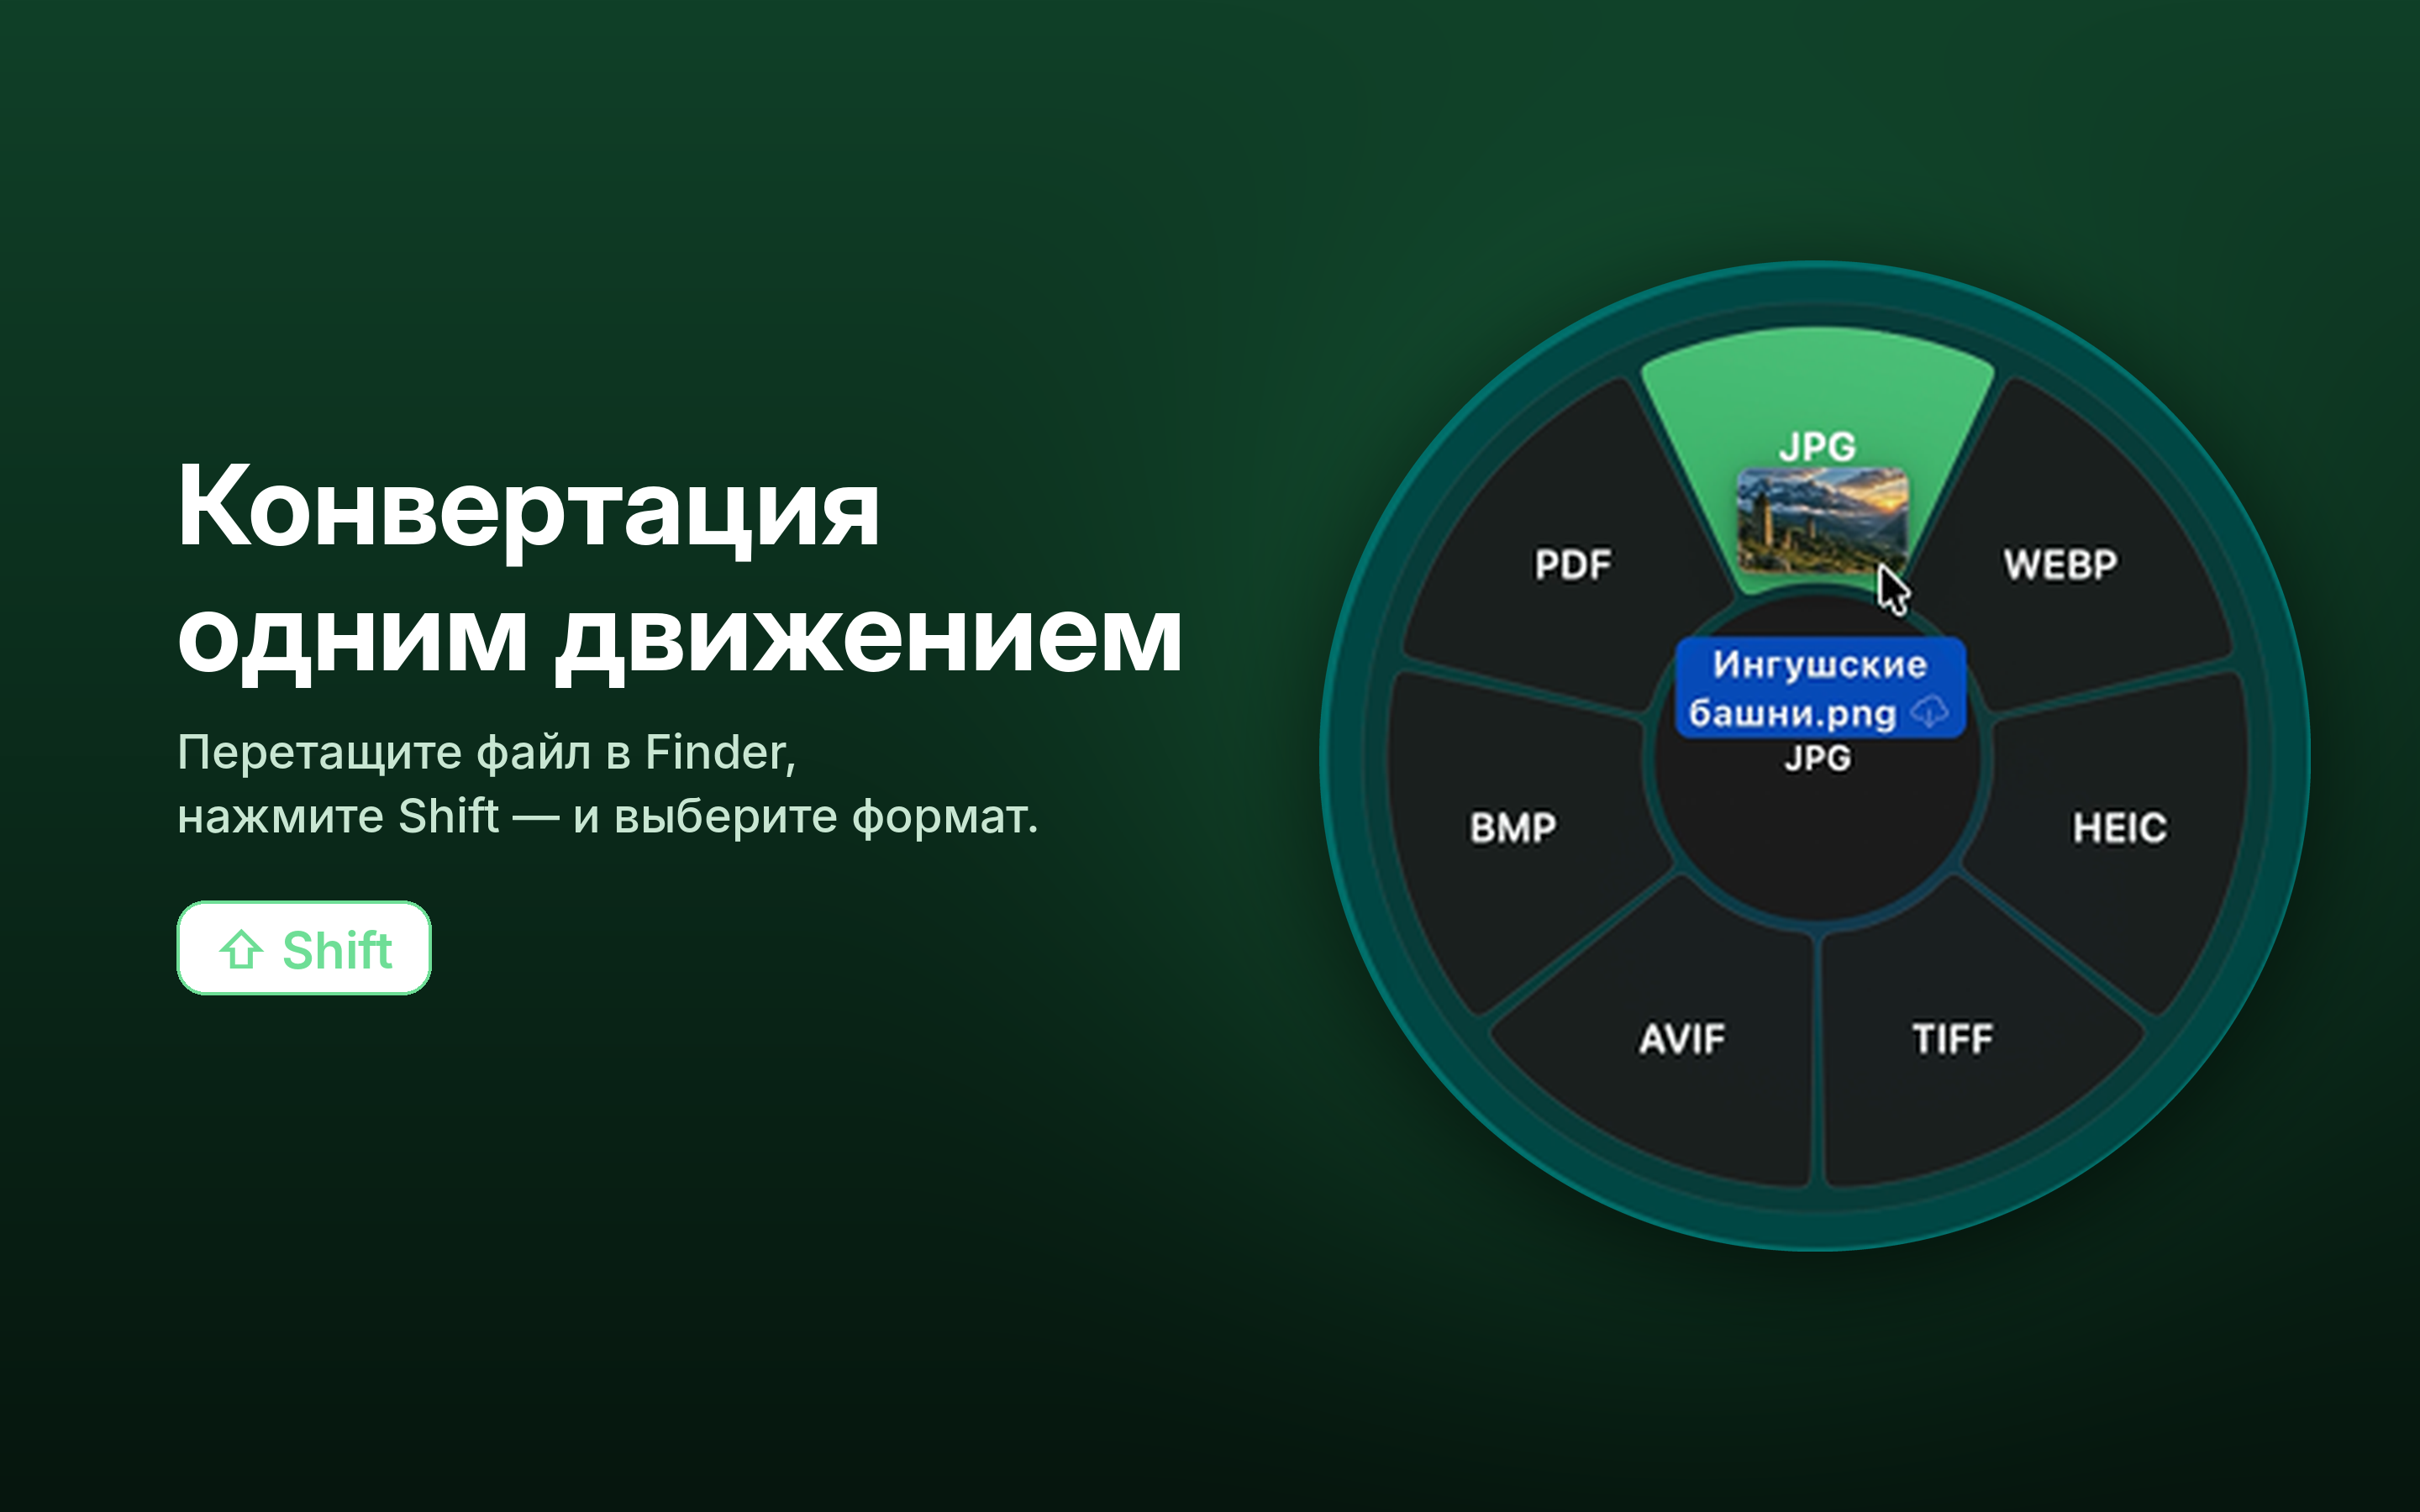 Конвертация
одним движением
Перетащите файл в Finder,
нажмите Shift — и выберите формат.
⇧ Shift
JPG
PDF
WEBP
Ингушские
башни.png
JPG
BMP
HEIC
AVIF
TIFF